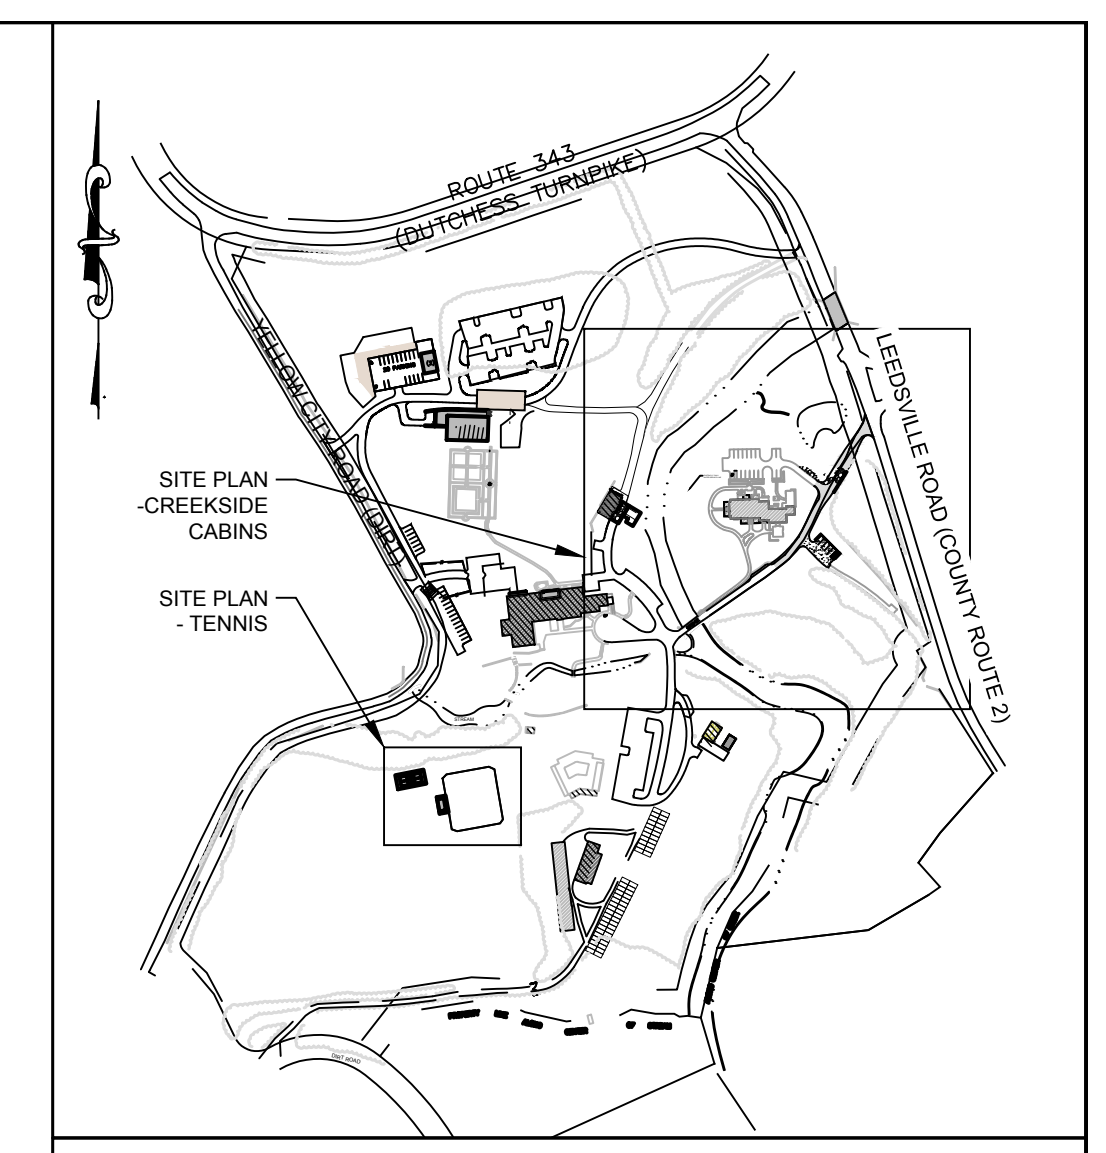 ROUTE 343
(DUTCHESS TURNPIKE)
YELLOW CITY ROAD (DIRT)
LEEDSVILLE ROAD (COUNTY ROUTE 2)
SITE PLAN
-CREEKSIDE
CABINS
SITE PLAN
- TENNIS
STREAM
DIRT ROAD